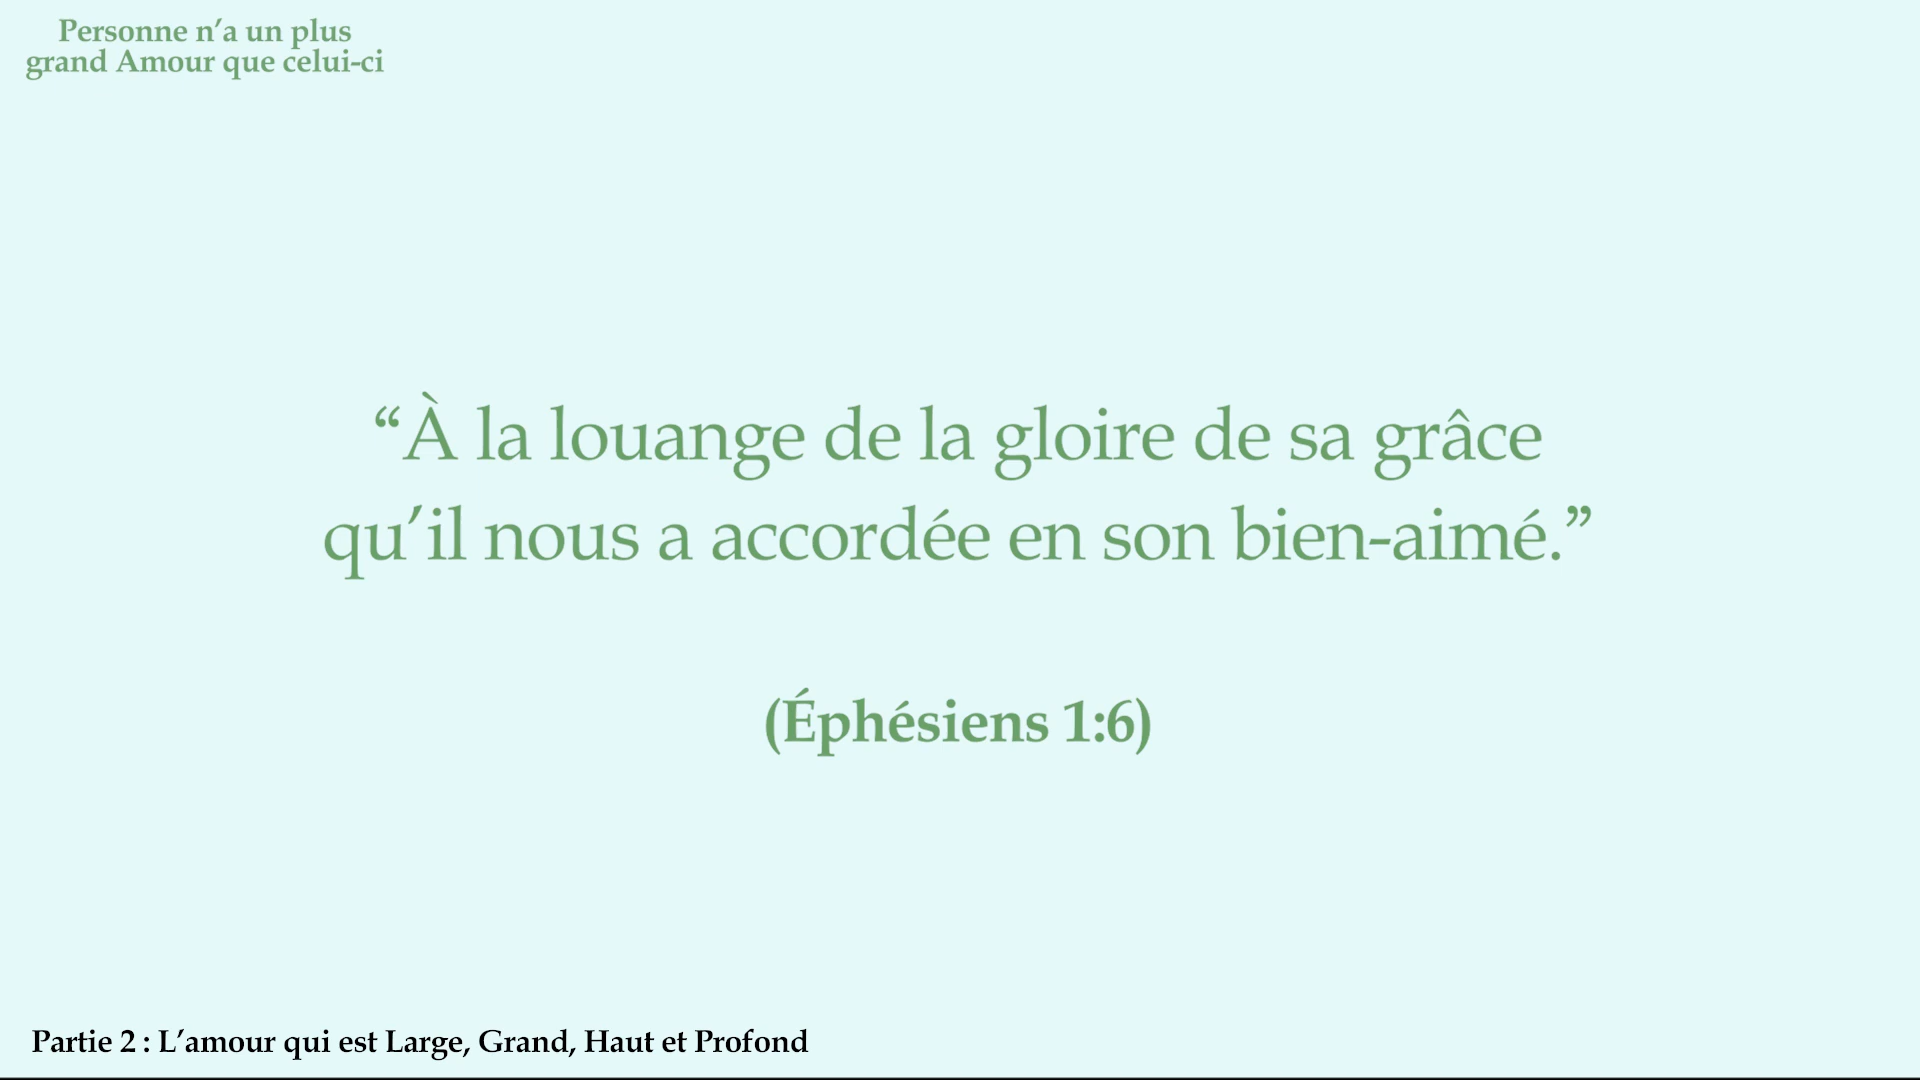 Personne n’a un plus
grand Amour que celui-ci
“À la louange de la gloire de sa grâce
qu’il nous a accordée en son bien-aimé.”
(Éphésiens 1:6)
Partie 2 : L’amour qui est Large, Grand, Haut et Profond